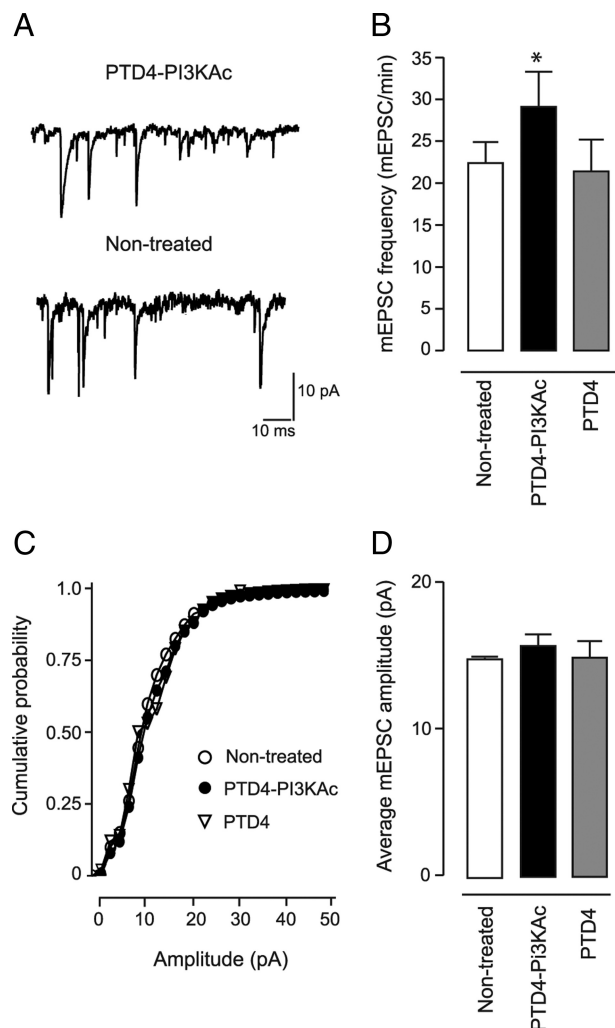 A
PTD4-PI3KAc
Non-treated
10 pA
10 ms
B
mEPSC frequency (mEPSC/min)
35
30
25
20
15
10
5
0
*
Non-treated
PTD4-PI3KAc
PTD4
C
Cumulative probability
1.0
0.75
0.50
0.25
0
Non-treated
PTD4-PI3KAc
PTD4
0
10
20
30
40
50
Amplitude (pA)
D
Average mEPSC amplitude (pA)
20
10
0
Non-treated
PTD4-Pi3KAc
PTD4